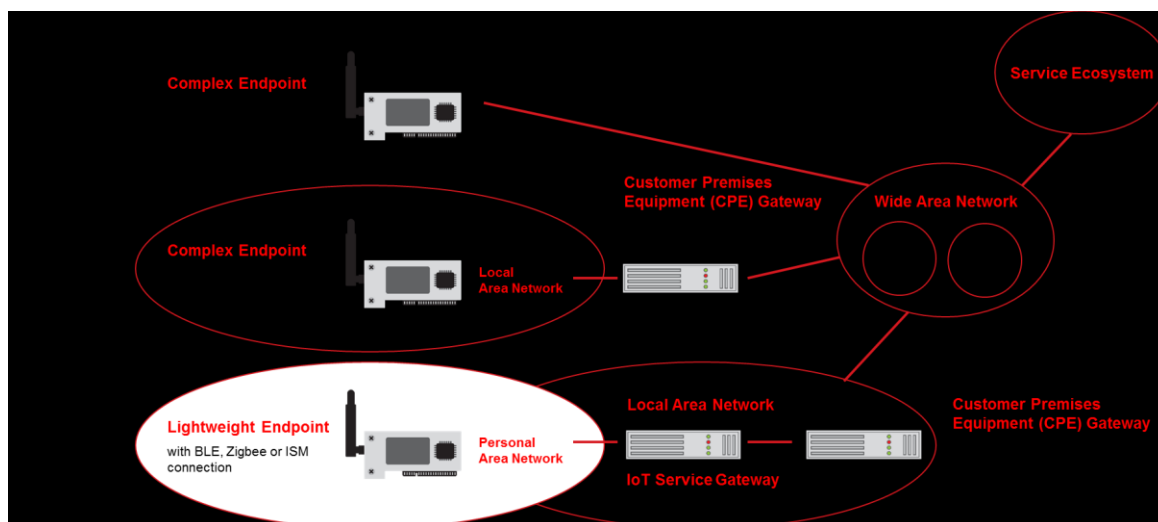 Complex Endpoint
Service Ecosystem
Customer Premises
Equipment (CPE) Gateway
Wide Area Network
Complex Endpoint
Local
Area Network
Lightweight Endpoint
with BLE, Zigbee or ISM
connection
Personal
Area Network
Local Area Network
IoT Service Gateway
Customer Premises
Equipment (CPE) Gateway